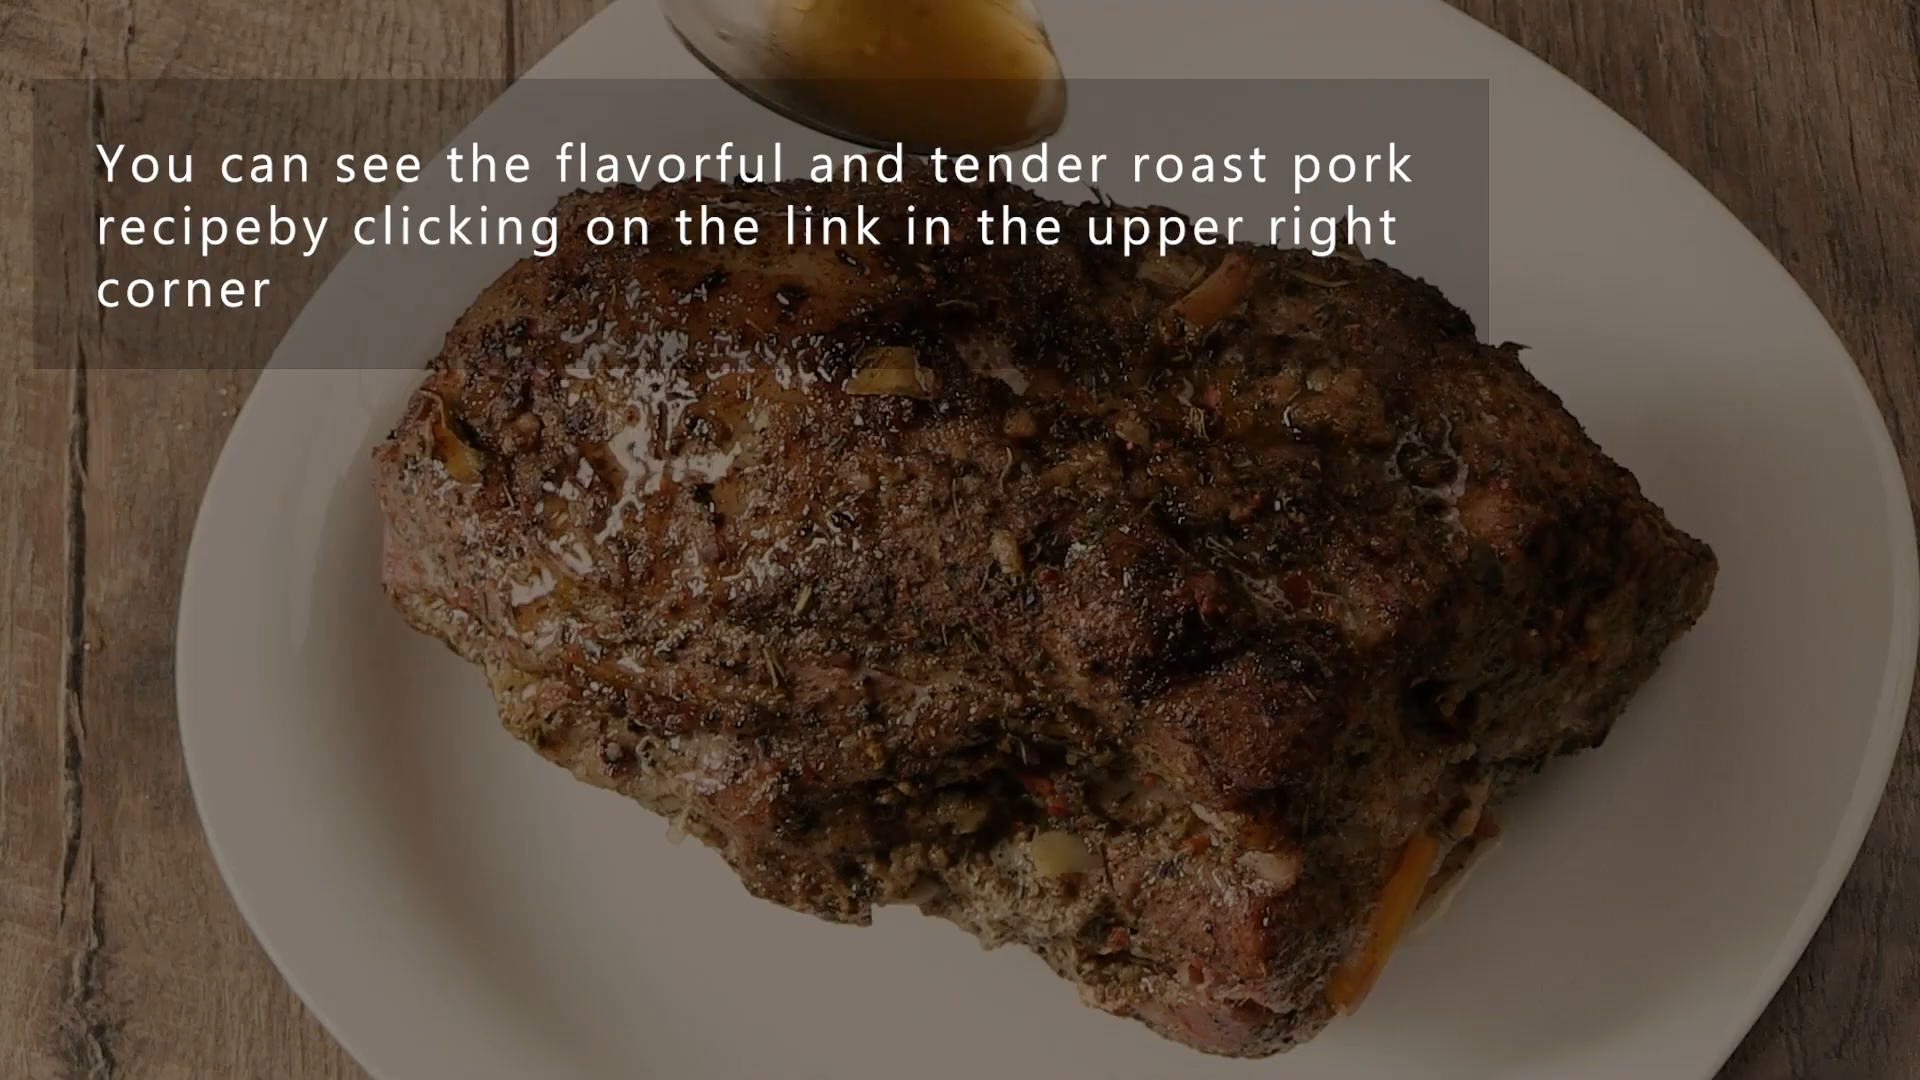 You can see the flavorful and tender roast pork
recipeby clicking on the link in the upper right
corner